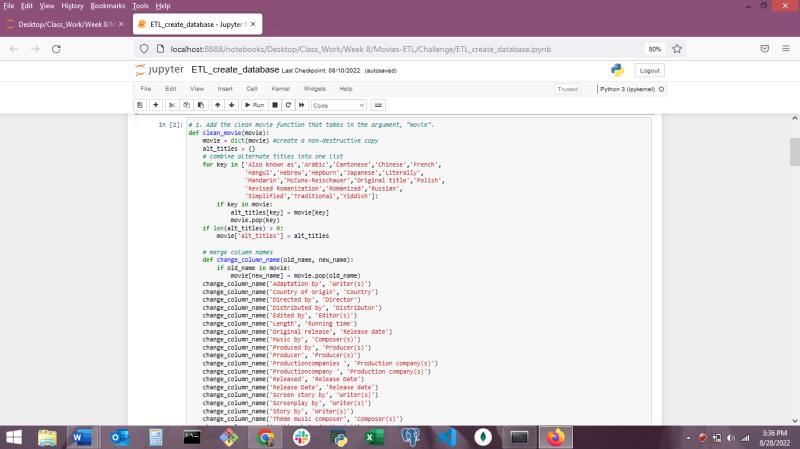 File Edit View History Bookmarks Tools Help
Desktop/Class_Work/Week 8/M
ETL_create_database - Jupyter N
localhost:8888/notebooks/Desktop/Class_Work/Week 8/Movies-ETL/Challenge/ETL_create_database.ipynb
80%
jupyter ETL_create_database Last Checkpoint: 08/10/2022 (autosaved)
Logout
File Edit View Insert Cell Kernel Widgets Help
Trusted
Python 3 (ipykernel)
Run
Code
In [2]:
# 1. Add the clean movie function that takes in the argument, "movie".
def clean_movie(movie):
movie = dict(movie) #create a non-destructive copy
alt_titles = {}
# combine alternate titles into one list
for key in ['Also known as','Arabic','Cantonese','Chinese','French',
'Hangul','Hebrew','Hepburn','Japanese','Literally',
'Mandarin','McCune-Reischauer','Original title','Polish',
'Revised Romanization','Romanized','Russian',
'Simplified','Traditional','Yiddish']:
if key in movie:
alt_titles[key] = movie[key]
movie.pop(key)
if len(alt_titles) > 0:
movie['alt_titles'] = alt_titles
# merge column names
def change_column_name(old_name, new_name):
if old_name in movie:
movie[new_name] = movie.pop(old_name)
change_column_name('Adaptation by', 'Writer(s)')
change_column_name('Country of origin', 'Country')
change_column_name('Directed by', 'Director')
change_column_name('Distributed by', 'Distributor')
change_column_name('Edited by', 'Editor(s)')
change_column_name('Length', 'Running time')
change_column_name('Original release', 'Release date')
change_column_name('Music by', 'Composer(s)')
change_column_name('Produced by', 'Producer(s)')
change_column_name('Producer', 'Producer(s)')
change_column_name('Productioncompanies ', 'Production company(s)')
change_column_name('Productioncompany ', 'Production company(s)')
change_column_name('Released', 'Release Date')
change_column_name('Release Date', 'Release date')
change_column_name('Screen story by', 'Writer(s)')
change_column_name('Screenplay by', 'Writer(s)')
change_column_name('Story by', 'Writer(s)')
change_column_name('Theme music composer', 'Composer(s)')
3:36 PM
8/28/2022